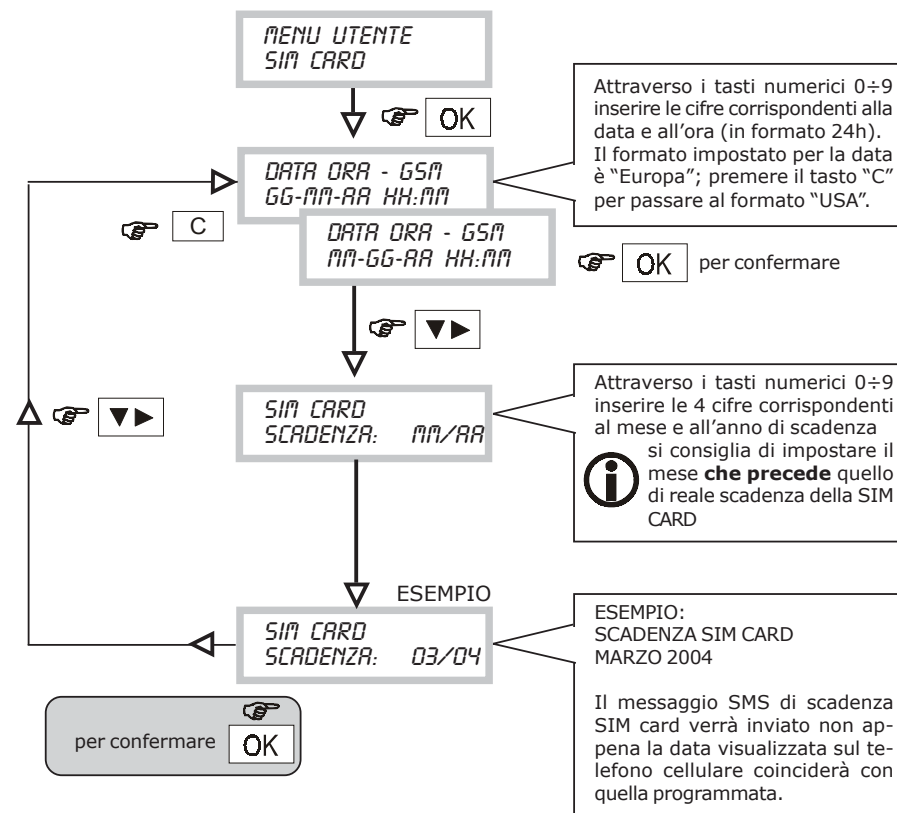 MENU UTENTE
SIM CARD
OK
Attraverso i tasti numerici 0÷9
inserire le cifre corrispondenti alla
data e all'ora (in formato 24h).
Il formato impostato per la data
è “Europa”; premere il tasto “C”
per passare al formato “USA”.
DATA ORA - GSM
GG-MM-AA HH:MM
C
DATA ORA - GSM
MM-GG-AA HH:MM
OK per confermare
▼►
Attraverso i tasti numerici 0÷9
inserire le 4 cifre corrispondenti
al mese e all'anno di scadenza
si consiglia di impostare il
mese che precede quello
di reale scadenza della SIM
CARD
▼►
SIM CARD
SCADENZA: MM/AA
ESEMPIO
SIM CARD
SCADENZA: 03/04
ESEMPIO:
SCADENZA SIM CARD
MARZO 2004
Il messaggio SMS di scadenza
SIM card verrà inviato non ap-
pena la data visualizzata sul te-
lefono cellulare coinciderà con
quella programmata.
per confermare OK